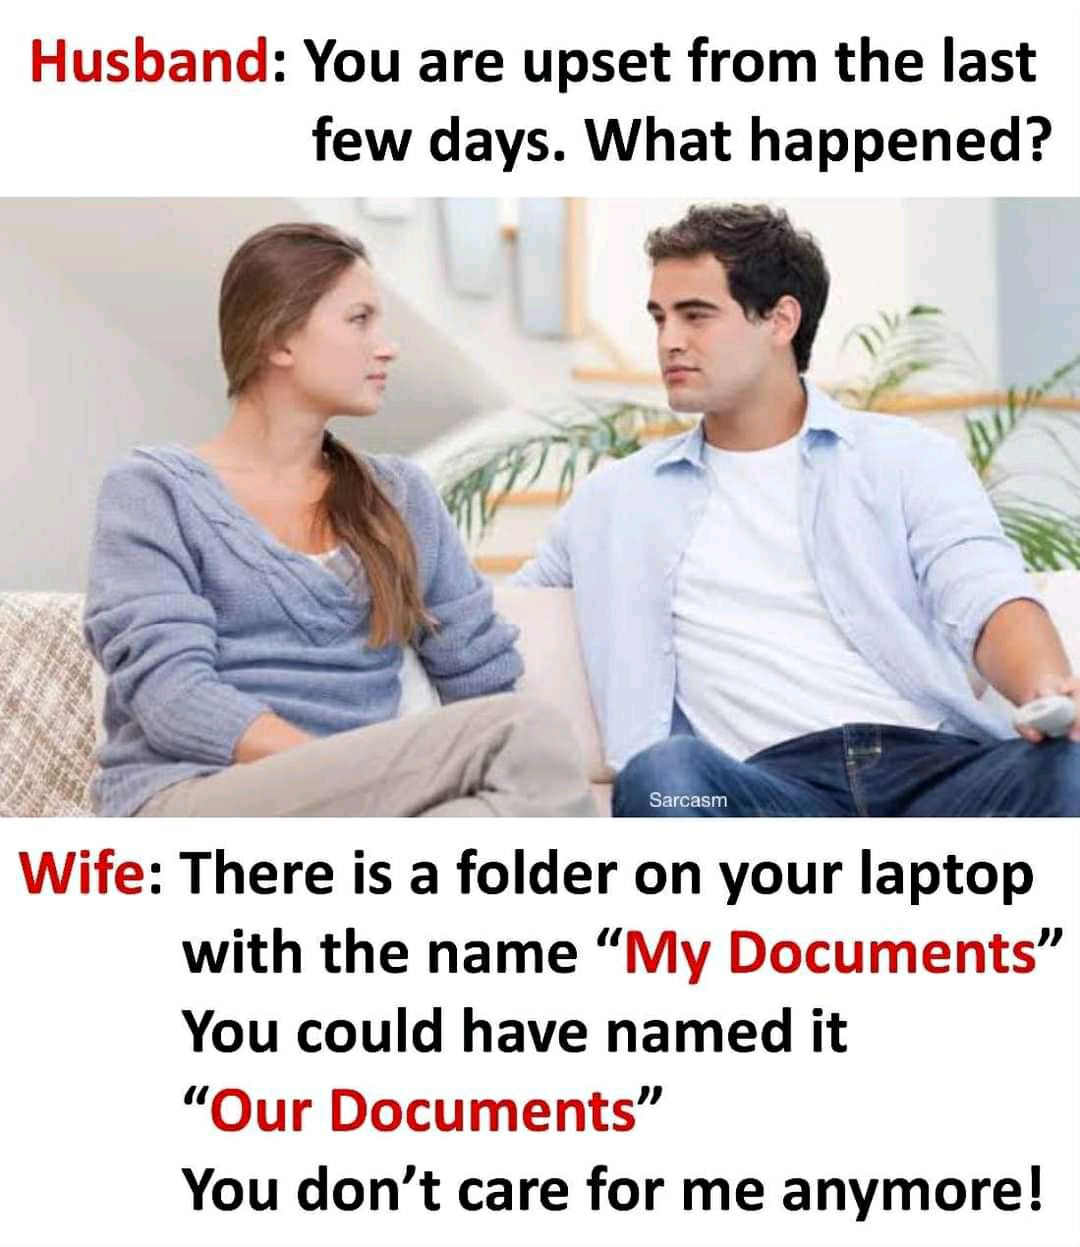 Husband: You are upset from the last
few days. What happened?
Sarcasm
Wife: There is a folder on your laptop
with the name “My Documents”
You could have named it
“Our Documents”
You don’t care for me anymore!